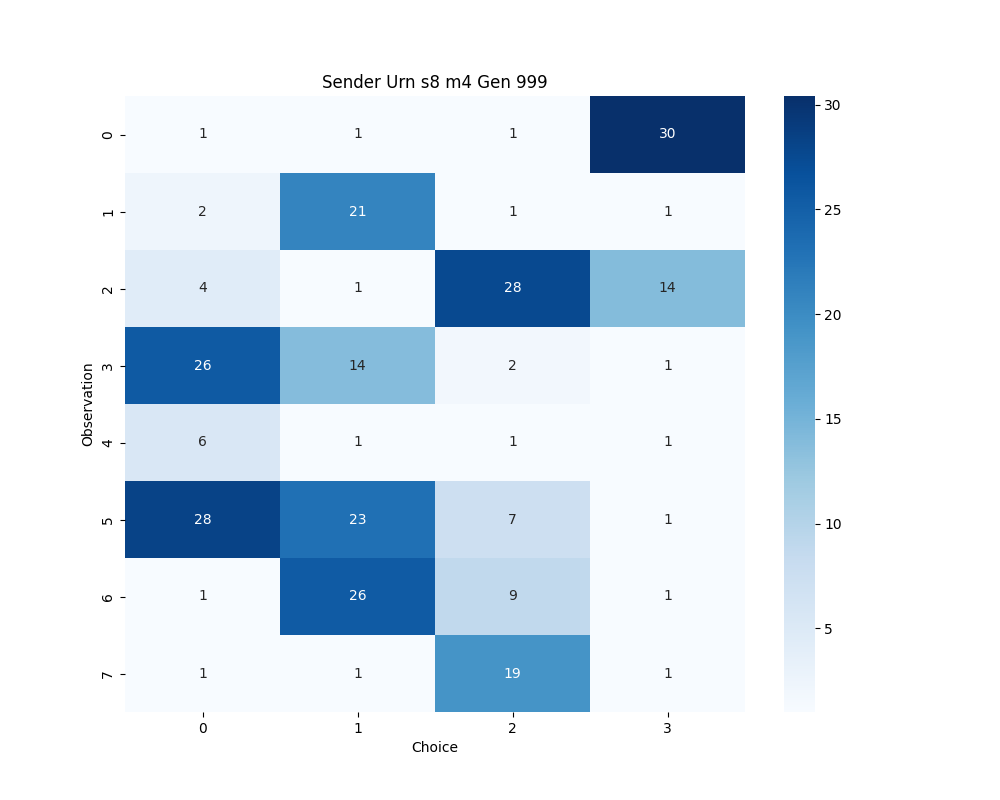 Sender Urn s8 m4 Gen 999
0 1 1 1 30
1 2 21 1 1
2 4 1 28 14
3 26 14 2 1
4 6 1 1 1
5 28 23 7 1
6 1 26 9 1
7 1 1 19 1
0 1 2 3
Observation
Choice
30
25
20
15
10
5